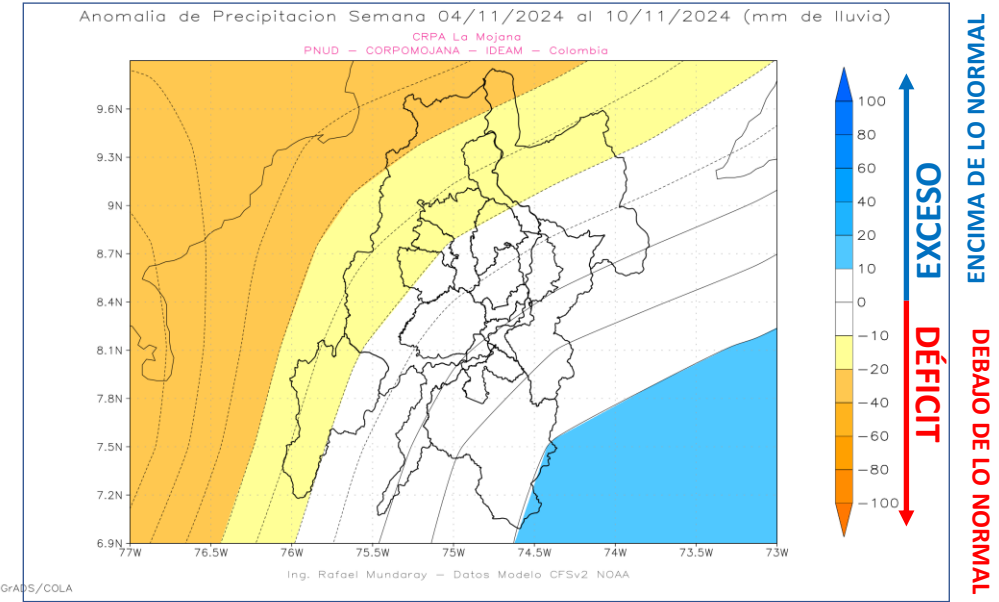 Anomalia de Precipitacion Semana 04/11/2024 al 10/11/2024 (mm de lluvia)
CRPA La Mojana
PNUD – CORPOMOJANA – IDEAM – Colombia
9.6N
9.3N
9N
8.7N
8.4N
8.1N
7.8N
7.5N
7.2N
6.9N
77W 76.5W 76W 75.5W 75W 74.5W 74W 73.5W 73W
100
80
60
40
20
10
0
−10
−20
−40
−60
−80
−100
EXCESO
DÉFICIT
ENCIMA DE LO NORMAL
DEBAJO DE LO NORMAL
Ing. Rafael Mundaray – Datos Modelo CFSv2 NOAA
GrADS/COLA